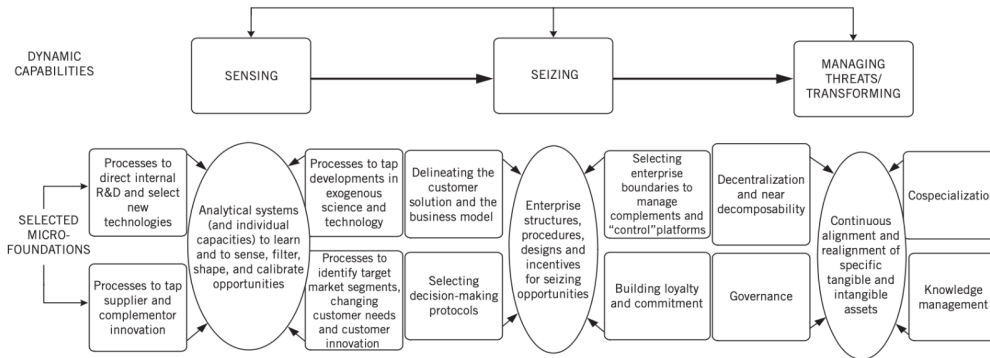 DYNAMIC
CAPABILITIES
SENSING
SEIZING
MANAGING
THREATS/
TRANSFORMING
SELECTED
MICRO-
FOUNDATIONS
Processes to
direct internal
R&D and select
new
technologies
Processes to tap
supplier and
complementor
innovation
Analytical systems
(and individual
capacities) to learn
and to sense, filter,
shape, and calibrate
opportunities
Processes to tap
developments in
exogenous
science and
technology
Processes to
identify target
market segments,
changing
customer needs
and customer
innovation
Delineating the
customer
solution and the
business model
Selecting
decision-making
protocols
Enterprise
structures,
procedures,
designs and
incentives
for seizing
opportunities
Selecting
enterprise
boundaries to
manage
complements and
“control”platforms
Building loyalty
and commitment
Decentralization
and near
decomposability
Governance
Continuous
alignment and
realignment of
specific
tangible and
intangible
assets
Cospecialization
Knowledge
management